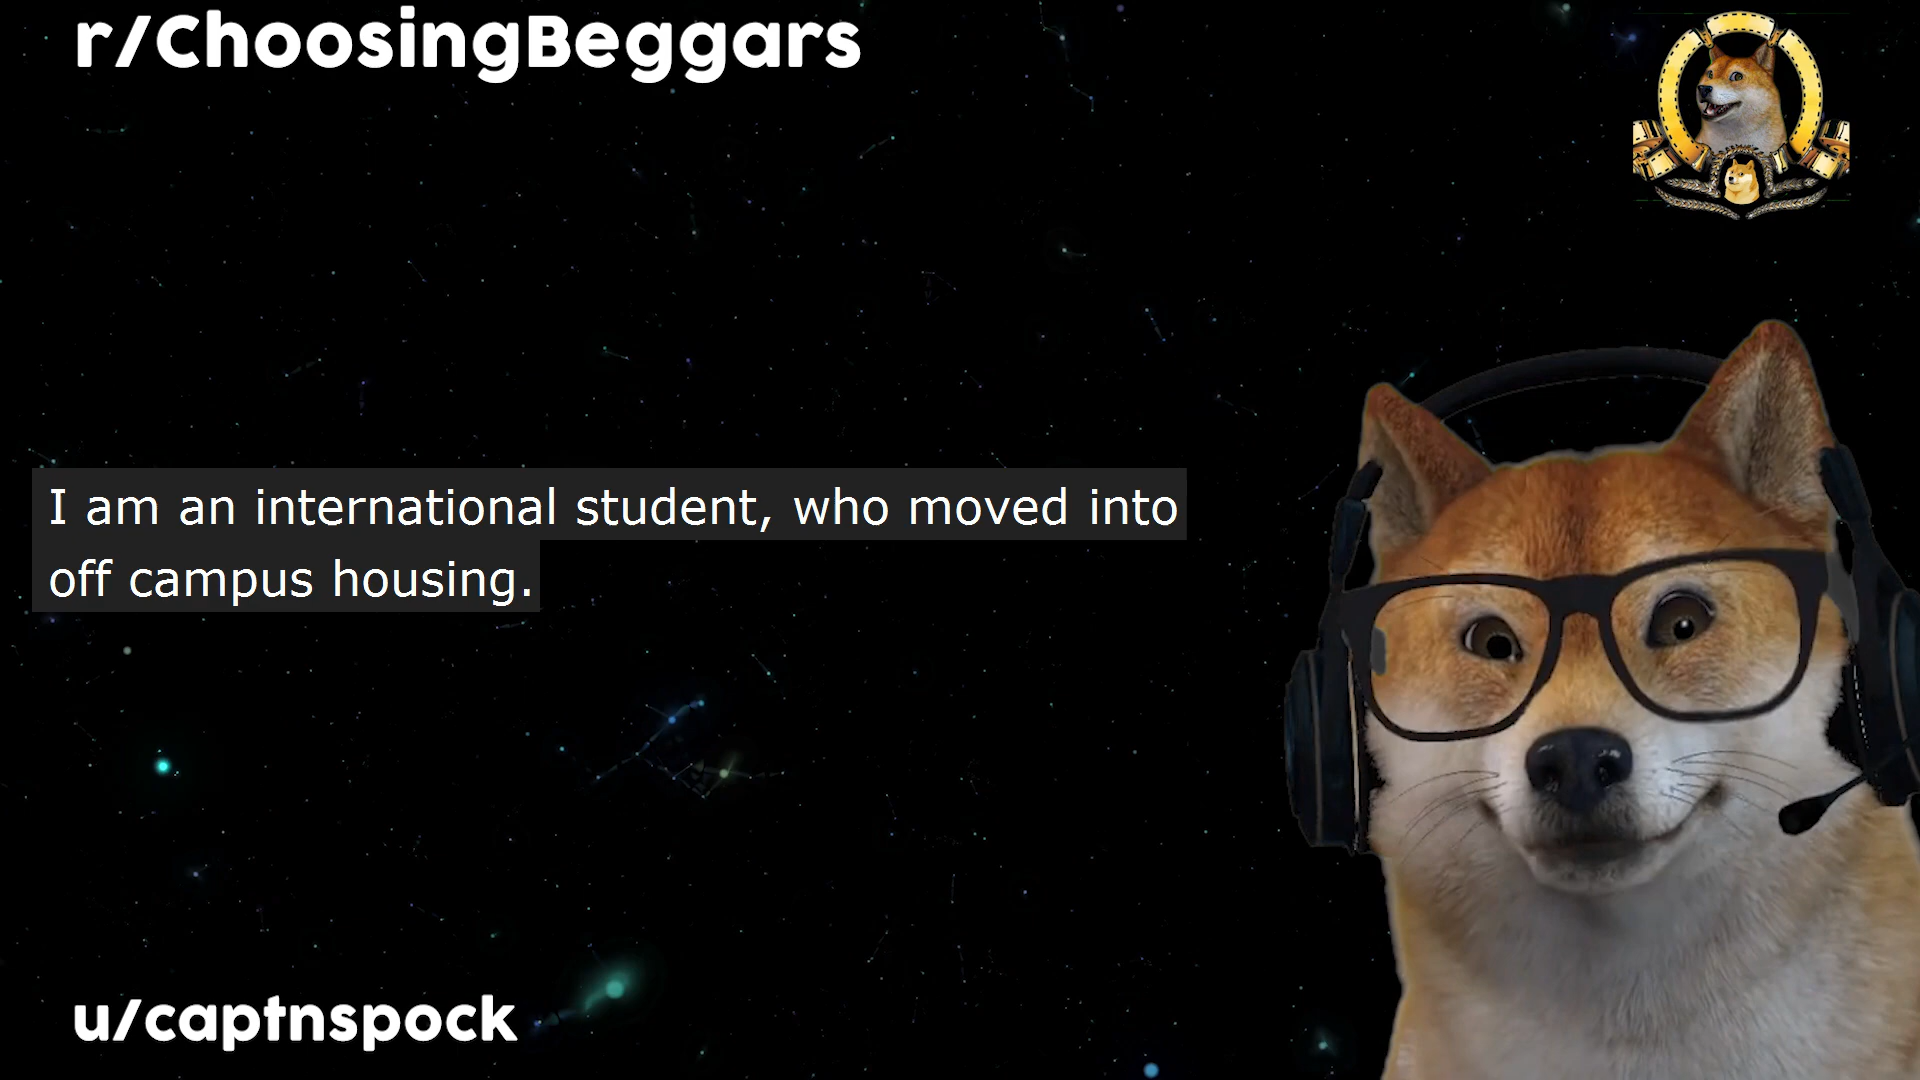 r/ChoosingBeggars
I am an international student, who moved into
off campus housing.
u/captnspock